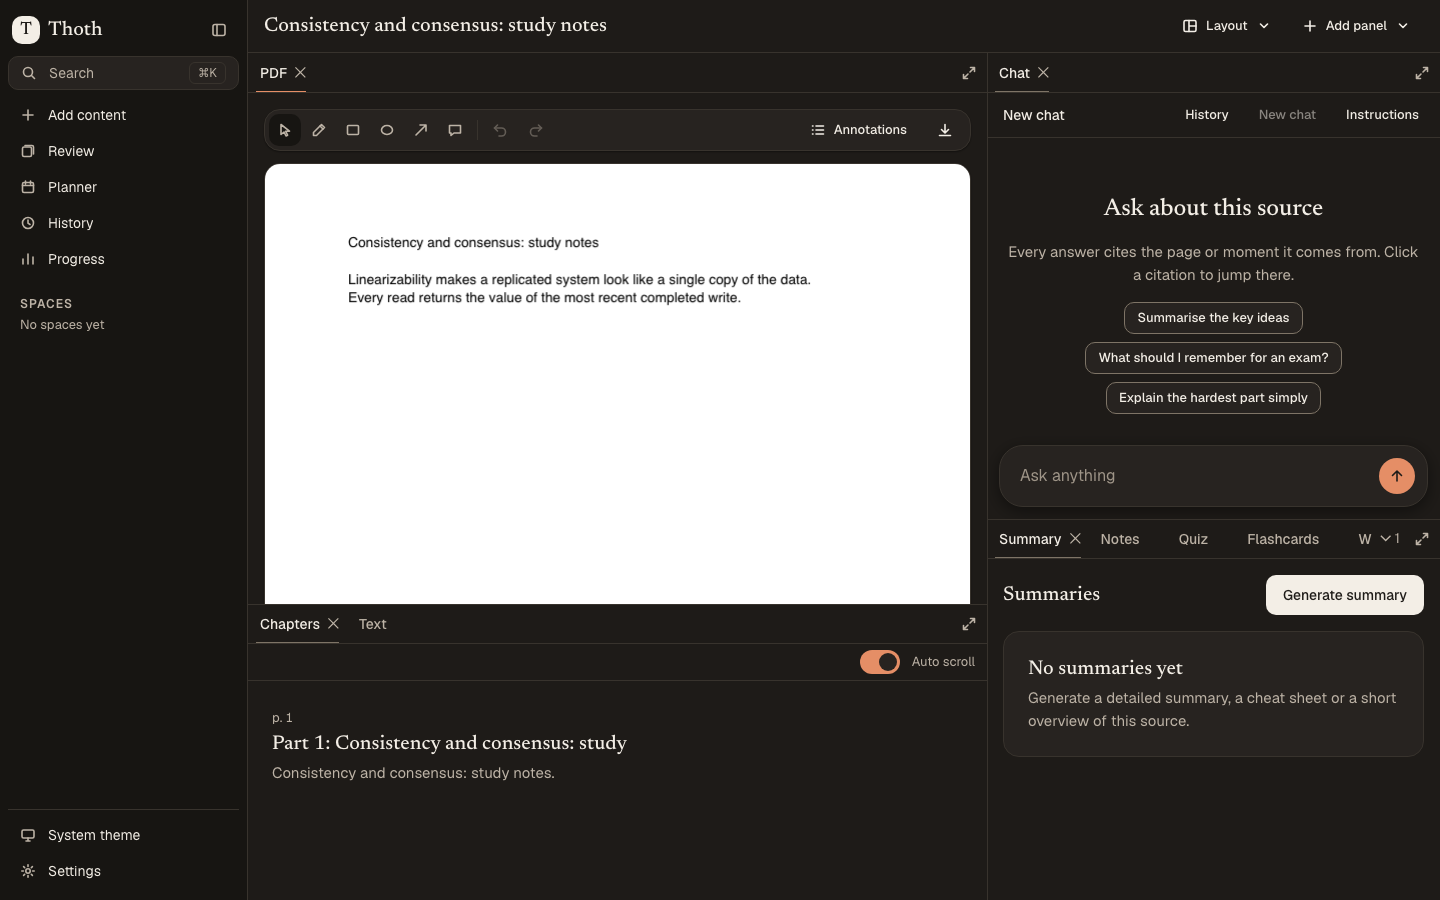 T Thoth
Search ⌘K
Add content
Review
Planner
History
Progress
SPACES
No spaces yet
System theme
Settings
Consistency and consensus: study notes
Layout
Add panel
PDF
Annotations
Consistency and consensus: study notes
Linearizability makes a replicated system look like a single copy of the data.
Every read returns the value of the most recent completed write.
Chapters Text
Auto scroll
p. 1
Part 1: Consistency and consensus: study
Consistency and consensus: study notes.
Chat
New chat History New chat Instructions
Ask about this source
Every answer cites the page or moment it comes from. Click
a citation to jump there.
Summarise the key ideas
What should I remember for an exam?
Explain the hardest part simply
Ask anything
Summary Notes Quiz Flashcards W 1
Summaries
Generate summary
No summaries yet
Generate a detailed summary, a cheat sheet or a short
overview of this source.